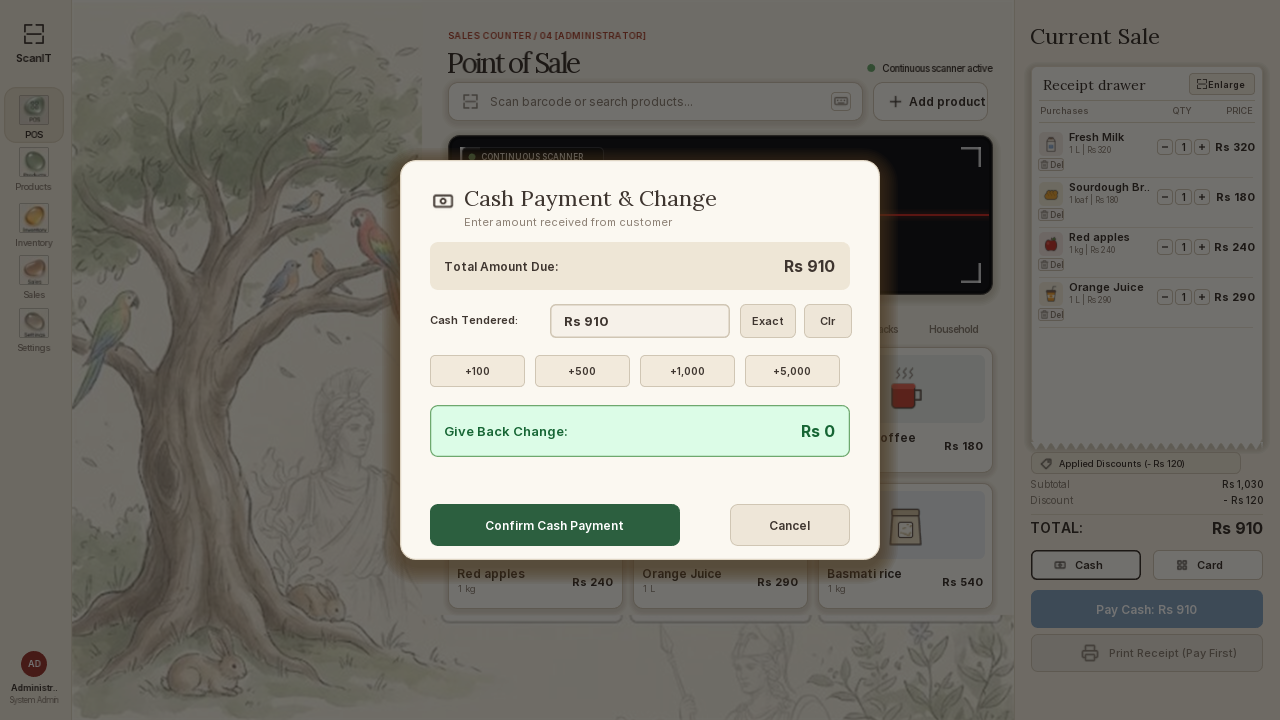 ScanIT
POS
POS
Products
Inventory
Sales
Sales
Settings
Settings
AD
Administr..
System Admin
SALES COUNTER / 04 [ADMINISTRATOR]
Point of Sale
Continuous scanner active
Scan barcode or search products...
Add product
CONTINUOUS SCANNER
Household
Rs 180
Red apples
1 kg
Rs 240
Orange Juice
1 L
Rs 290
Basmati rice
1 kg
Rs 540
Cash Payment & Change
Enter amount received from customer
Total Amount Due:
Rs 910
Cash Tendered:
Rs 910
Exact
Clr
+100
+500
+1,000
+5,000
Give Back Change:
Rs 0
Confirm Cash Payment
Cancel
Current Sale
Receipt drawer
Enlarge
Purchases QTY PRICE
Fresh Milk
1 L | Rs 320
1
Rs 320
Del
Sourdough Br..
1 loaf | Rs 180
1
Rs 180
Del
Red apples
1 kg | Rs 240
1
Rs 240
Del
Orange Juice
1 L | Rs 290
1
Rs 290
Del
Applied Discounts (- Rs 120)
Subtotal Rs 1,030
Discount - Rs 120
TOTAL: Rs 910
Cash
Card
Pay Cash: Rs 910
Print Receipt (Pay First)